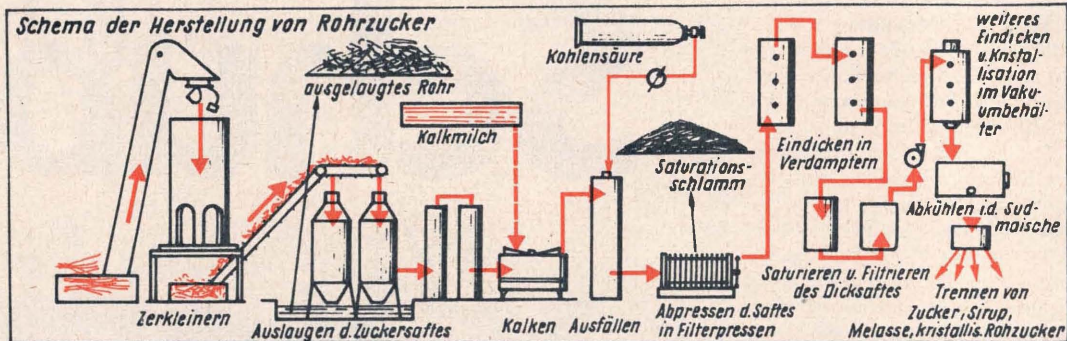 Schema der Herstellung von Rohrzucker
ausgelaugtes Rohr
Kalkmilch
Kohlensäure
Saturations-
schlamm
Eindicken in
Verdampfern
weiteres
Eindicken
u. Kristal-
lisation
im Vaku-
umbehäl-
ter
Abkühlen i.d. Sud-
maische
Zerkleinern
Auslaugen d. Zuckersaftes
Kalken
Ausfällen
Abpressen d. Saftes
in Filterpressen
Saturieren u. Filtrieren
des Dicksaftes
Trennen von
Zucker, Sirup,
Melasse, kristallis. Rohzucker